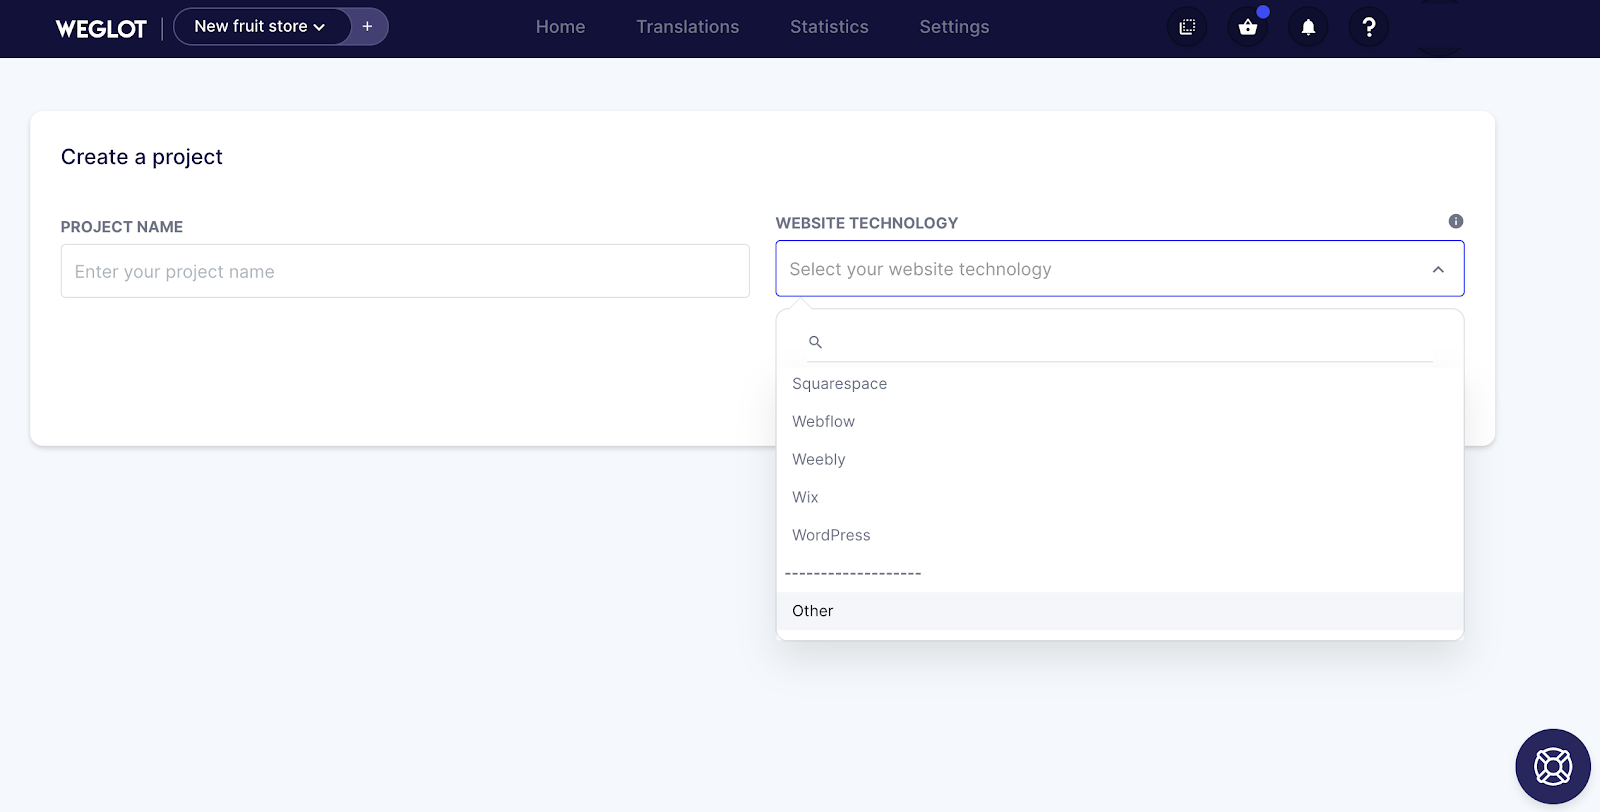 WEGLOT
New fruit store
+
Home
Translations
Statistics
Settings
?
Create a project
PROJECT NAME
Enter your project name
WEBSITE TECHNOLOGY
i
Select your website technology
Squarespace
Webflow
Weebly
Wix
WordPress
-------------------
Other